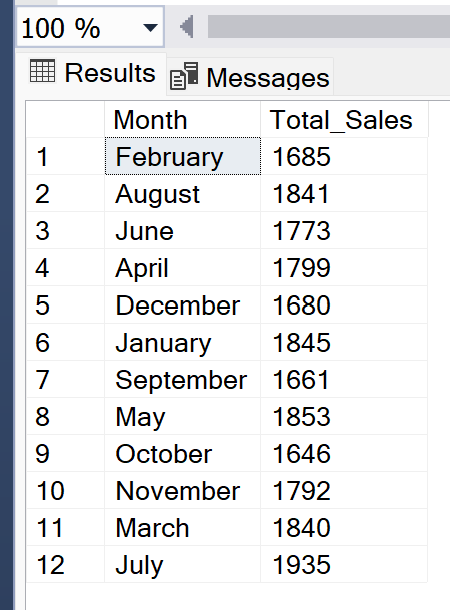 100 %
Results Messages
Month Total_Sales
1 February 1685
2 August 1841
3 June 1773
4 April 1799
5 December 1680
6 January 1845
7 September 1661
8 May 1853
9 October 1646
10 November 1792
11 March 1840
12 July 1935